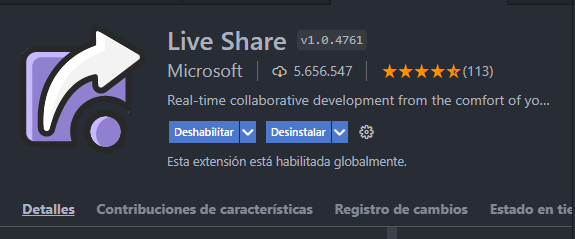 Live Share v1.0.4761
Microsoft 5.656.547 (113)
Real-time collaborative development from the comfort of yo...
Deshabilitar Desinstalar
Esta extensión está habilitada globalmente.
Detalles Contribuciones de características Registro de cambios Estado en tie